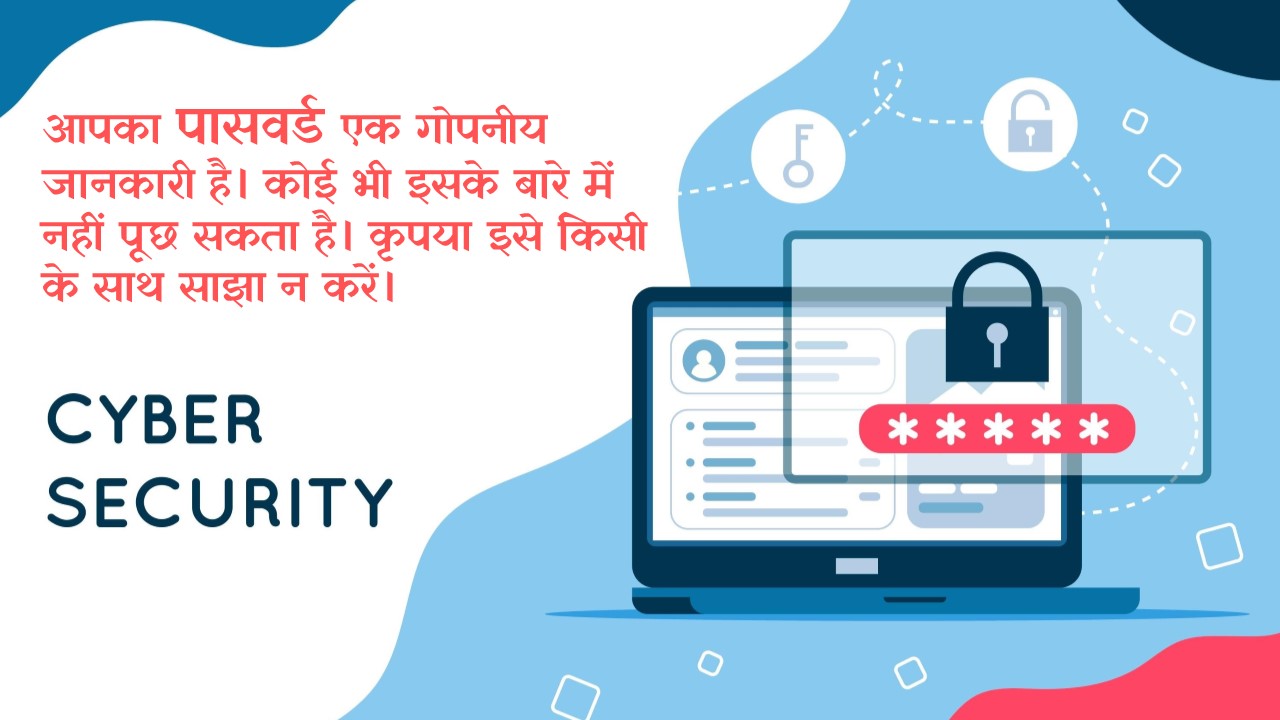 आपका पासवर्ड एक गोपनीय
जानकारी है। कोई भी इसके बारे में
नहीं पूछ सकता है। कृपया इसे किसी
के साथ साझा न करें।
CYBER
SECURITY
*****